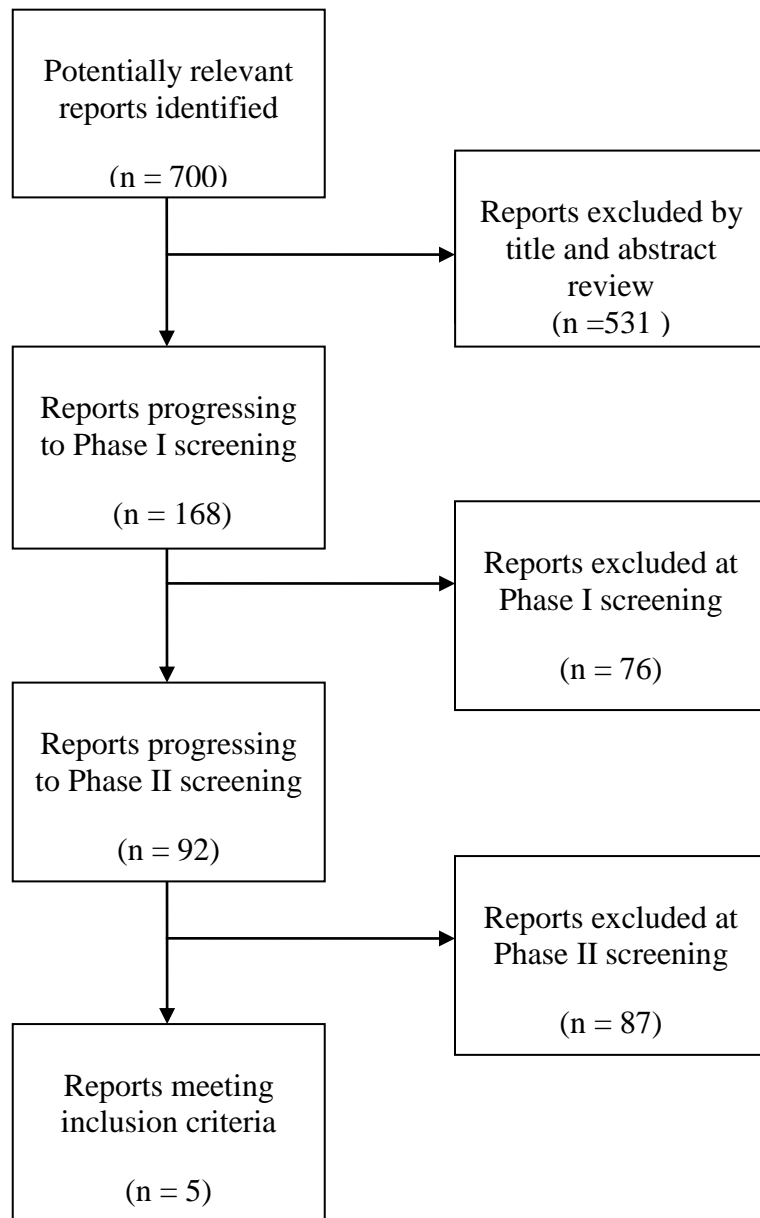 Potentially relevant
reports identified
(n = 700)
Reports excluded by
title and abstract
review
(n =531 )
Reports progressing
to Phase I screening
(n = 168)
Reports excluded at
Phase I screening
(n = 76)
Reports progressing
to Phase II screening
(n = 92)
Reports excluded at
Phase II screening
(n = 87)
Reports meeting
inclusion criteria
(n = 5)